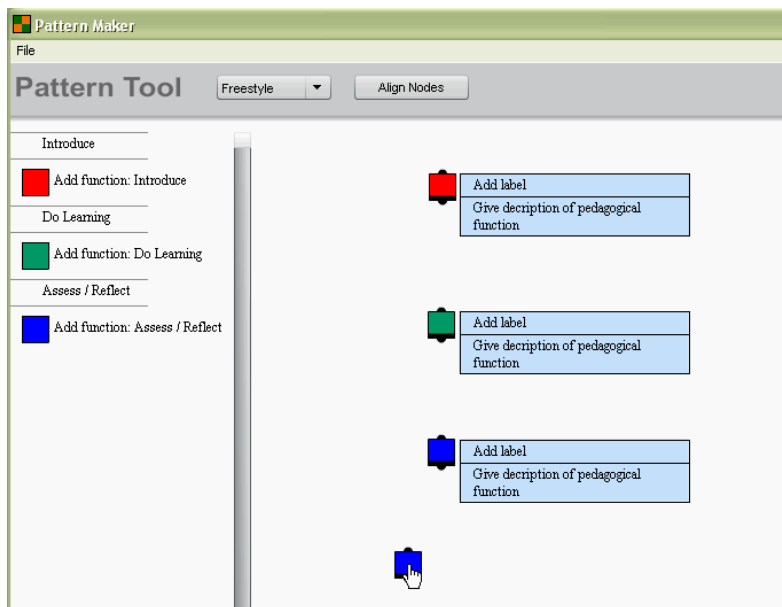 Pattern Maker
File
Pattern Tool
Freestyle
Align Nodes
Introduce
Add function: Introduce
Do Learning
Add function: Do Learning
Assess / Reflect
Add function: Assess / Reflect
Add label
Give decription of pedagogical
function
Add label
Give decription of pedagogical
function
Add label
Give decription of pedagogical
function